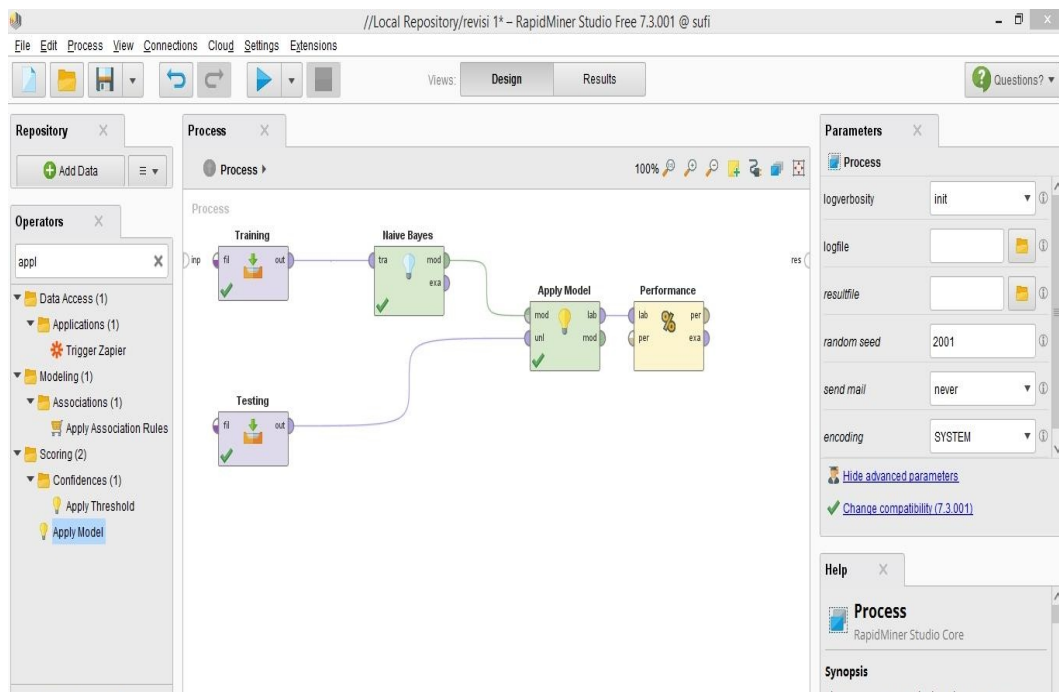 //Local Repository/revisi 1* – RapidMiner Studio Free 7.3.001 @ sufi
File Edit Process View Connections Cloud Settings Extensions
Views: Design Results Questions?
Repository
Add Data
Operators
appl
Data Access (1)
Applications (1)
Trigger Zapier
Modeling (1)
Associations (1)
Apply Association Rules
Scoring (2)
Confidences (1)
Apply Threshold
Apply Model
Process
Process
100%
Process
inp
Training
fil out
Naive Bayes
tra mod
exa
Apply Model
mod lab
unl mod
Performance
% 
lab per
per exa
res
Testing
fil out
Parameters
Process
logverbosity init
logfile
resultfile
random seed 2001
send mail never
encoding SYSTEM
Hide advanced parameters
Change compatibility (7.3.001)
Help
Process
RapidMiner Studio Core
Synopsis